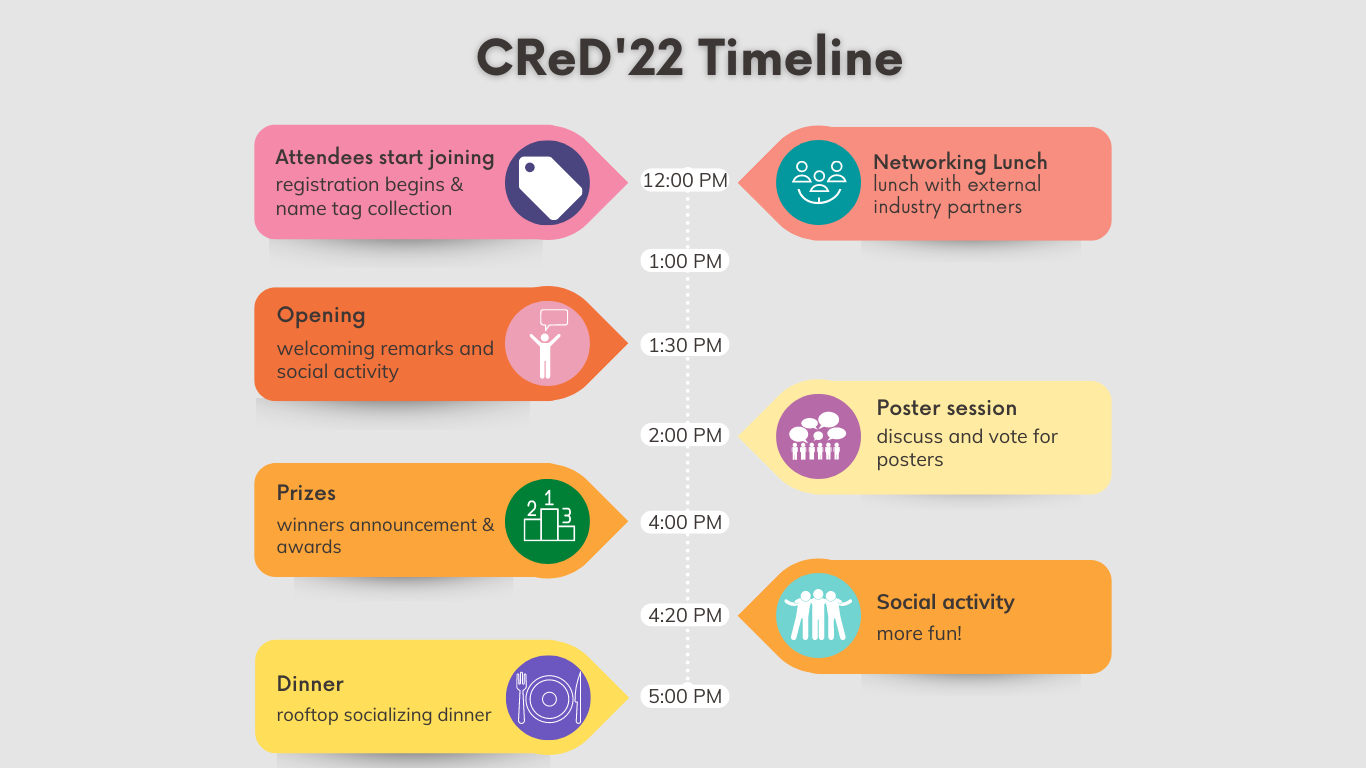 CReD'22 Timeline
Attendees start joining
registration begins &
name tag collection
12:00 PM
Networking Lunch
lunch with external
industry partners
1:00 PM
Opening
welcoming remarks and
social activity
1:30 PM
2:00 PM
Poster session
discuss and vote for
posters
Prizes
winners announcement &
awards
1
2
3
4:00 PM
4:20 PM
Social activity
more fun!
Dinner
rooftop socializing dinner
5:00 PM